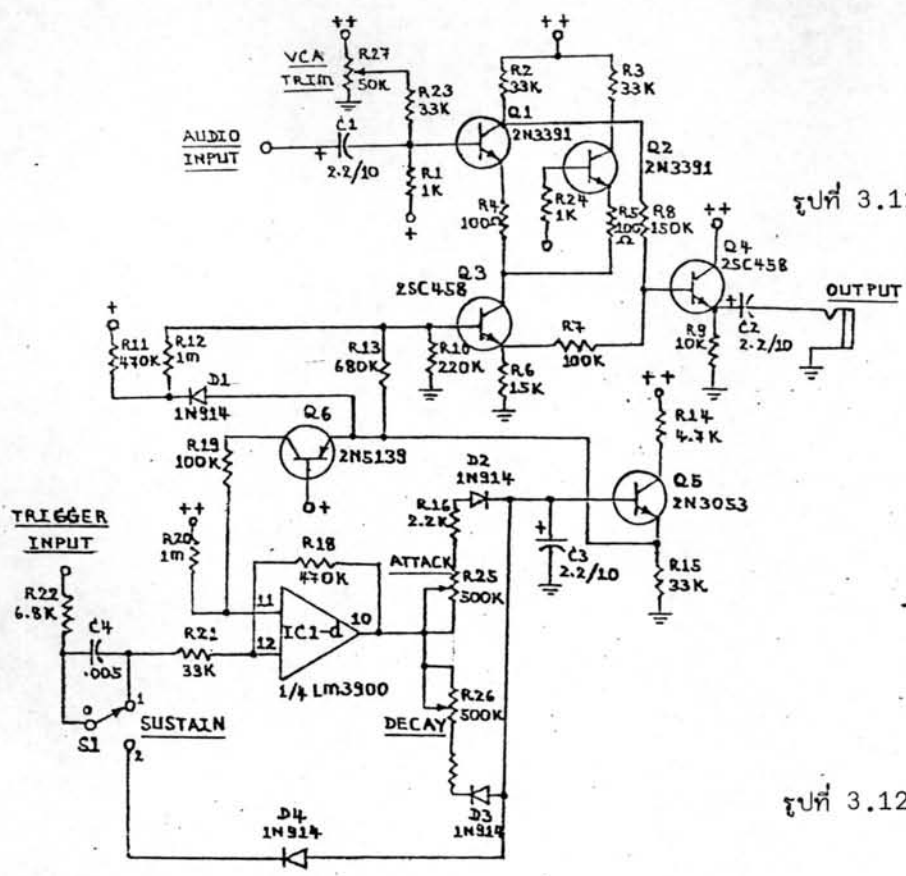 ++
++
VCA
TRIM
R27
50K
R23
33K
R2
33K
R3
33K
Q1
2N3391
Q2
2N3391
AUDIO
INPUT
+
C1
2.2/10
R1
1K
+
R4
100Ω
R24
1K
R5
100
Ω
R8
150K
รูปที่ 3.1
++
Q4
2SC458
Q3
2SC458
OUTPUT
+
C2
2.2/10
R9
10K
R7
100K
+
R11
470K
R12
1m
R13
680K
R10
220K
R6
15K
D1
1N914
++
R14
4.7K
Q6
2N5139
+
R19
100K
D2
1N914
Q5
2N3053
TRIGGER
INPUT
++
R20
1m
R16
2.2K
R18
470K
ATTACK
R25
500K
+
C3
2.2/10
R15
33K
R22
6.8K
C4
.005
R21
33K
11
12
IC1-d
10
1/4 Lm3900
R26
500K
DECAY
1
S1
SUSTAIN
2
D3
1N914
D4
1N914
รูปที่ 3.12